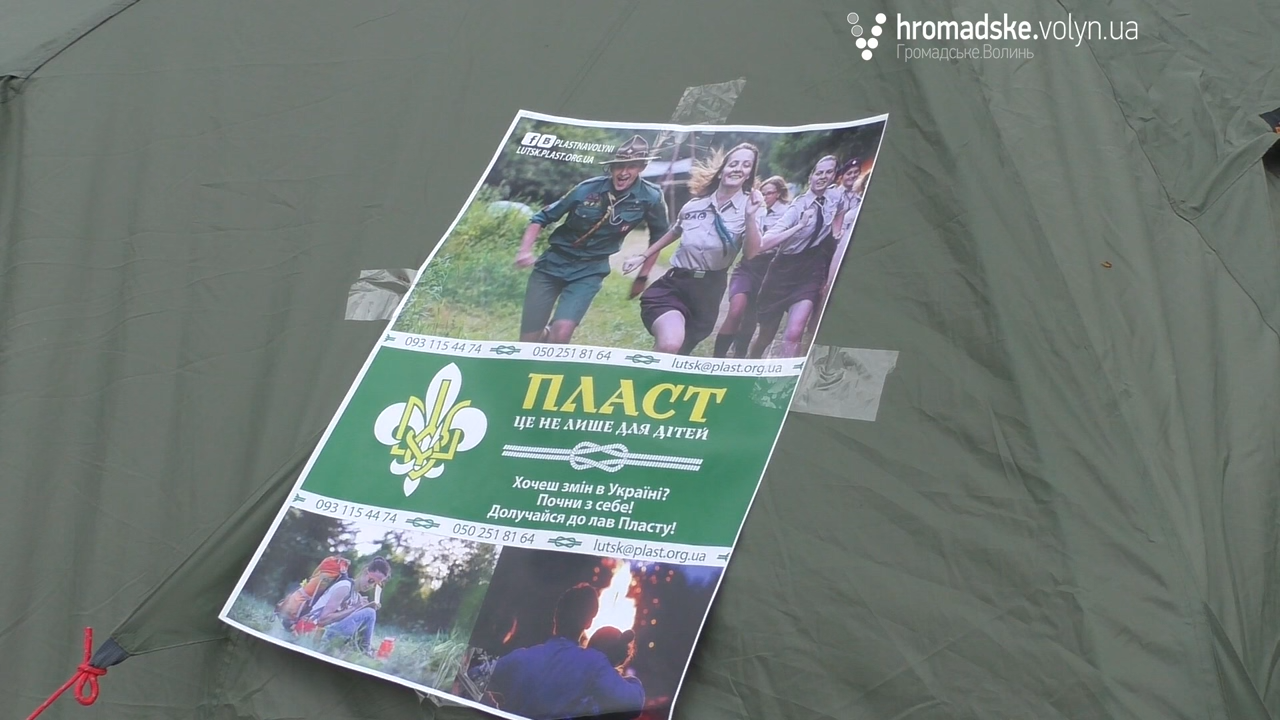 hromadske.volyn.ua
Громадське.Волинь
f B PLASTNAVOLYNI
LUTSK.PLAST.ORG.UA
093 115 44 74 050 251 81 64 lutsk@plast.org.ua
ПЛАСТ
ЦЕ НЕ ЛИШЕ ДЛЯ ДІТЕЙ
Хочеш змін в Україні?
Почни з себе!
Долучайся до лав Пласту!
093 115 44 74 050 251 81 64 lutsk@plast.org.ua